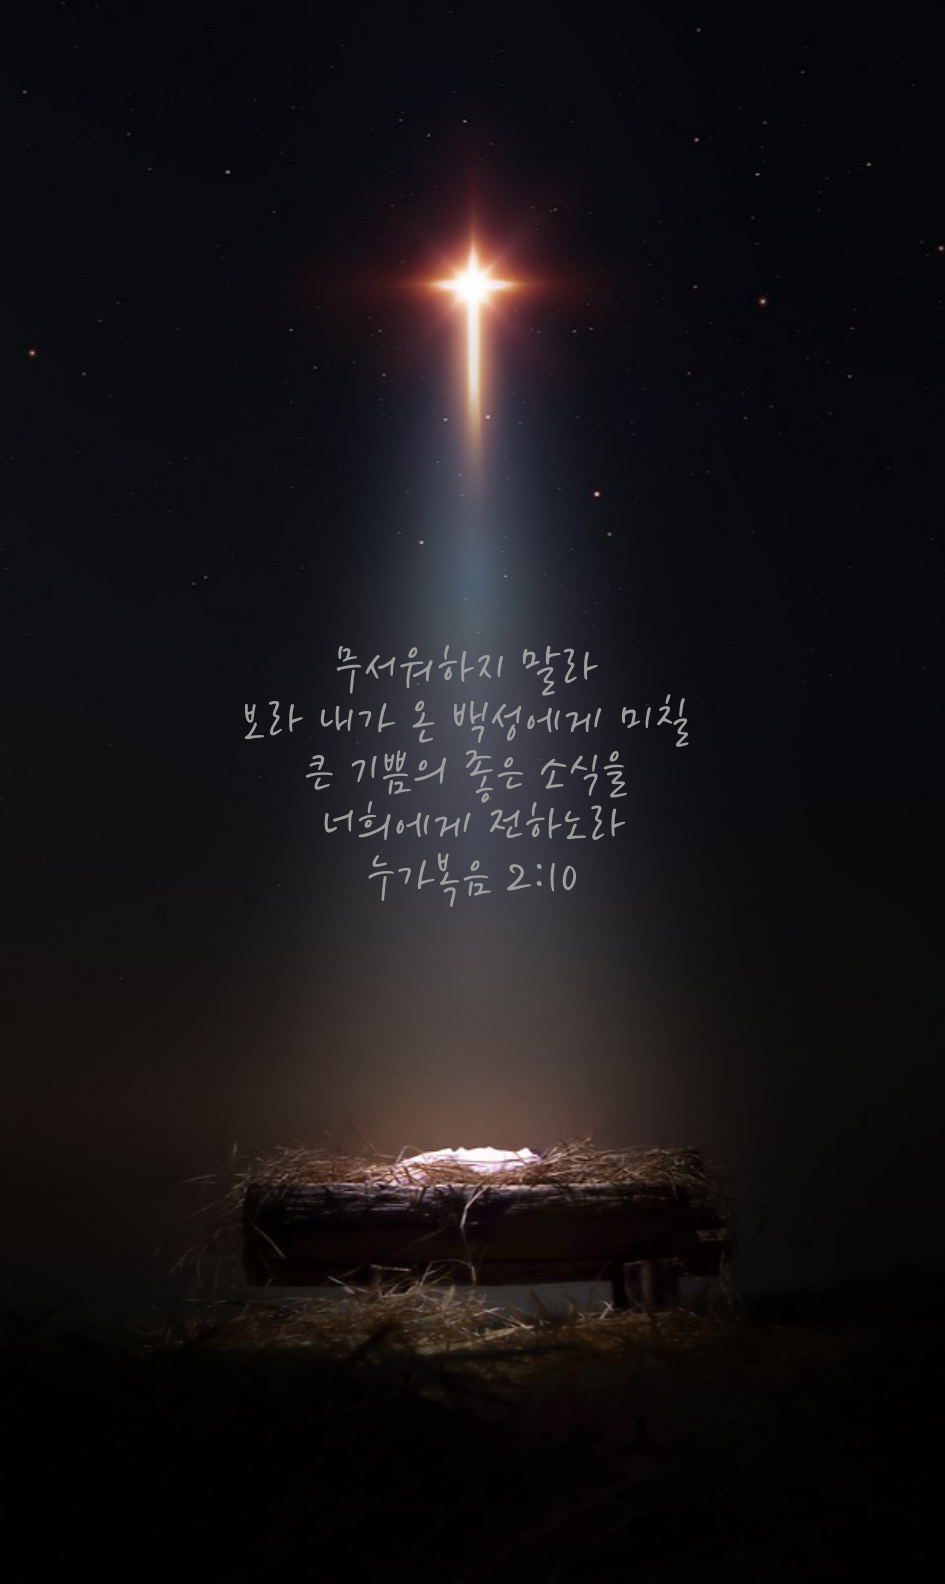 무서워하지 말라
보라 내가 온 백성에게 미칠
큰 기쁨의 좋은 소식을
너희에게 전하노라
누가복음 2:10